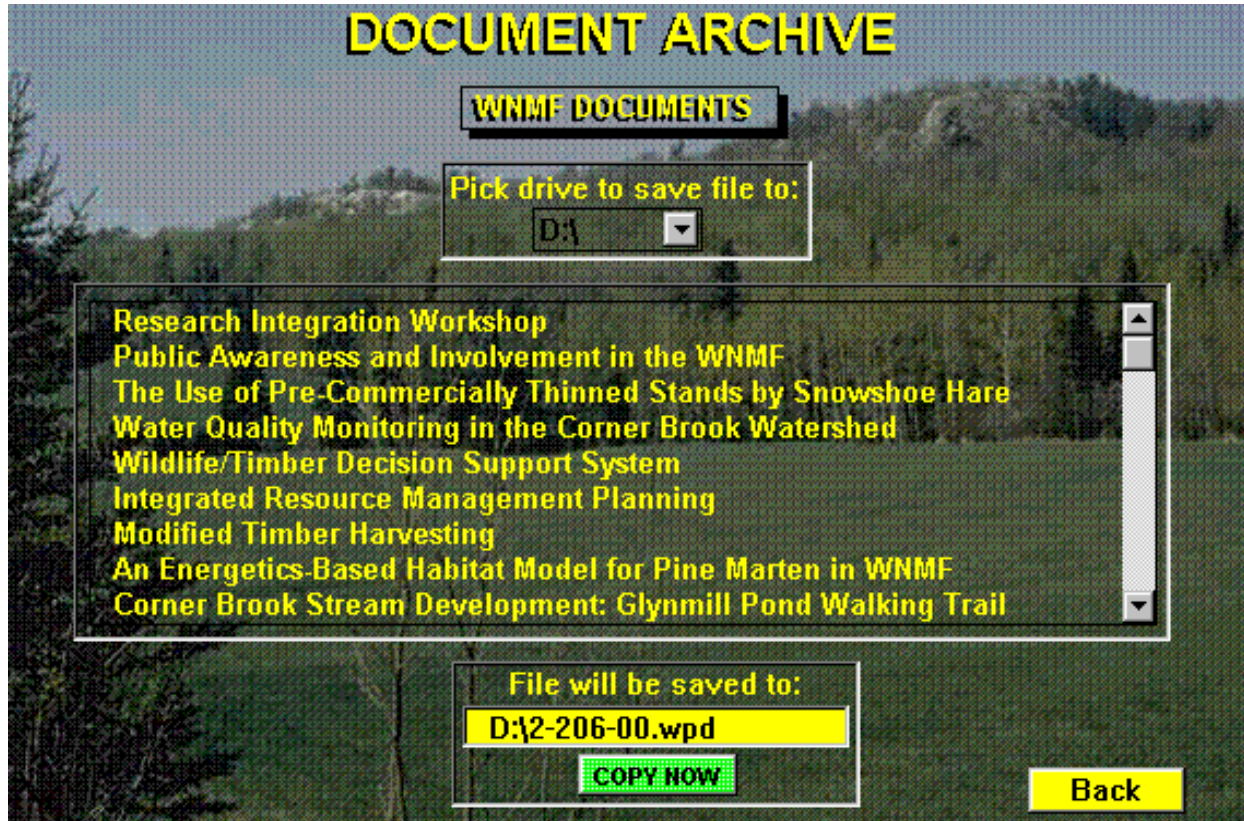 DOCUMENT ARCHIVE
WNMF DOCUMENTS
Pick drive to save file to:
D:\
Research Integration Workshop
Public Awareness and Involvement in the WNMF
The Use of Pre-Commercially Thinned Stands by Snowshoe Hare
Water Quality Monitoring in the Corner Brook Watershed
Wildlife/Timber Decision Support System
Integrated Resource Management Planning
Modified Timber Harvesting
An Energetics-Based Habitat Model for Pine Marten in WNMF
Corner Brook Stream Development: Glynmill Pond Walking Trail
File will be saved to:
D:\2-206-00.wpd
COPY NOW
Back